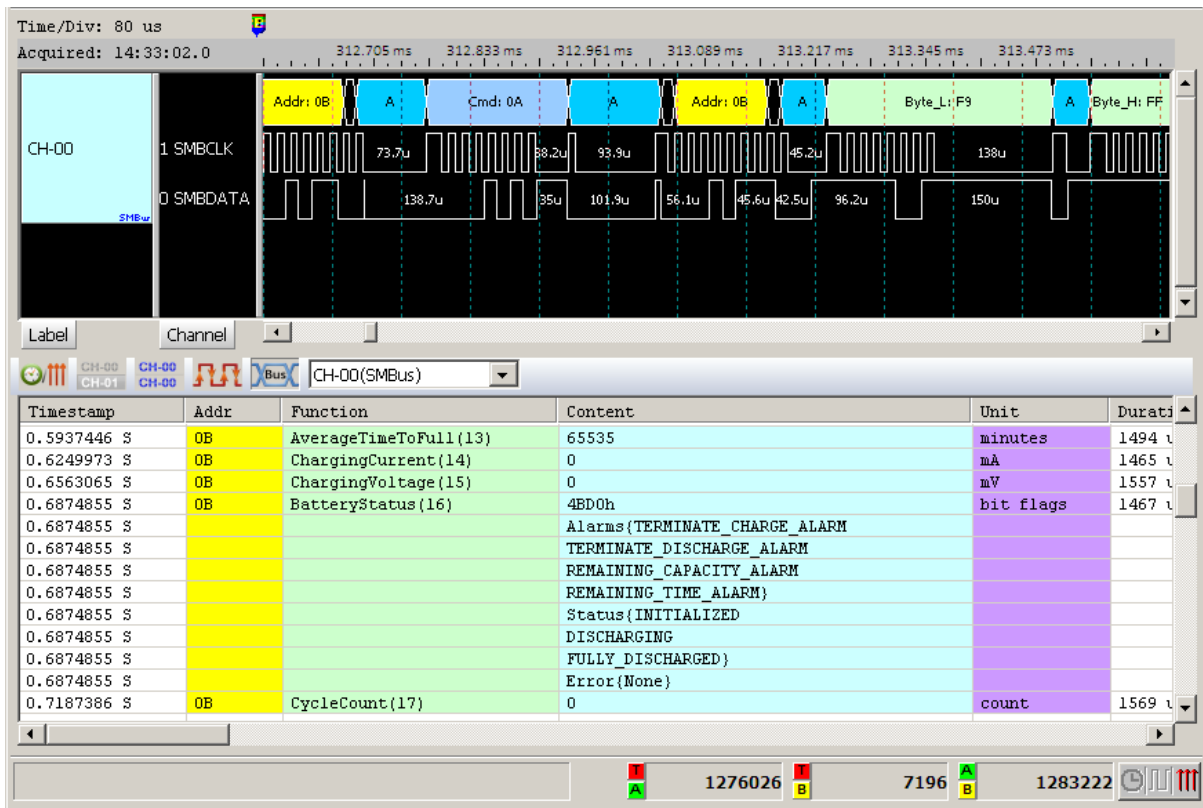 Time/Div: 80 us B
Acquired: 14:33:02.0 312.705 ms 312.833 ms 312.961 ms 313.089 ms 313.217 ms 313.345 ms 313.473 ms
Addr: 0B A Cmd: 0A A Addr: 0B A Byte_L: F9 A Byte_H: FF
CH-00 1 SMBCLK 73.7u 38.2u 93.9u 45.2u 138u
0 SMBDATA 138.7u 35u 101.9u 56.1u 45.6u 42.5u 96.2u 150u
SMBus
Label Channel
CH-00 CH-00 Bus CH-00(SMBus)
CH-01 CH-00
Timestamp Addr Function Content Unit Durati
0.5937446 S 0B AverageTimeToFull(13) 65535 minutes 1494 u
0.6249973 S 0B ChargingCurrent(14) 0 mA 1465 u
0.6563065 S 0B ChargingVoltage(15) 0 mV 1557 u
0.6874855 S 0B BatteryStatus(16) 4BD0h bit flags 1467 u
0.6874855 S Alarms{TERMINATE_CHARGE_ALARM
0.6874855 S TERMINATE_DISCHARGE_ALARM
0.6874855 S REMAINING_CAPACITY_ALARM
0.6874855 S REMAINING_TIME_ALARM}
0.6874855 S Status{INITIALIZED
0.6874855 S DISCHARGING
0.6874855 S FULLY_DISCHARGED}
0.6874855 S Error{None}
0.7187386 S 0B CycleCount(17) 0 count 1569 u
T A 1276026 T B 7196 A B 1283222